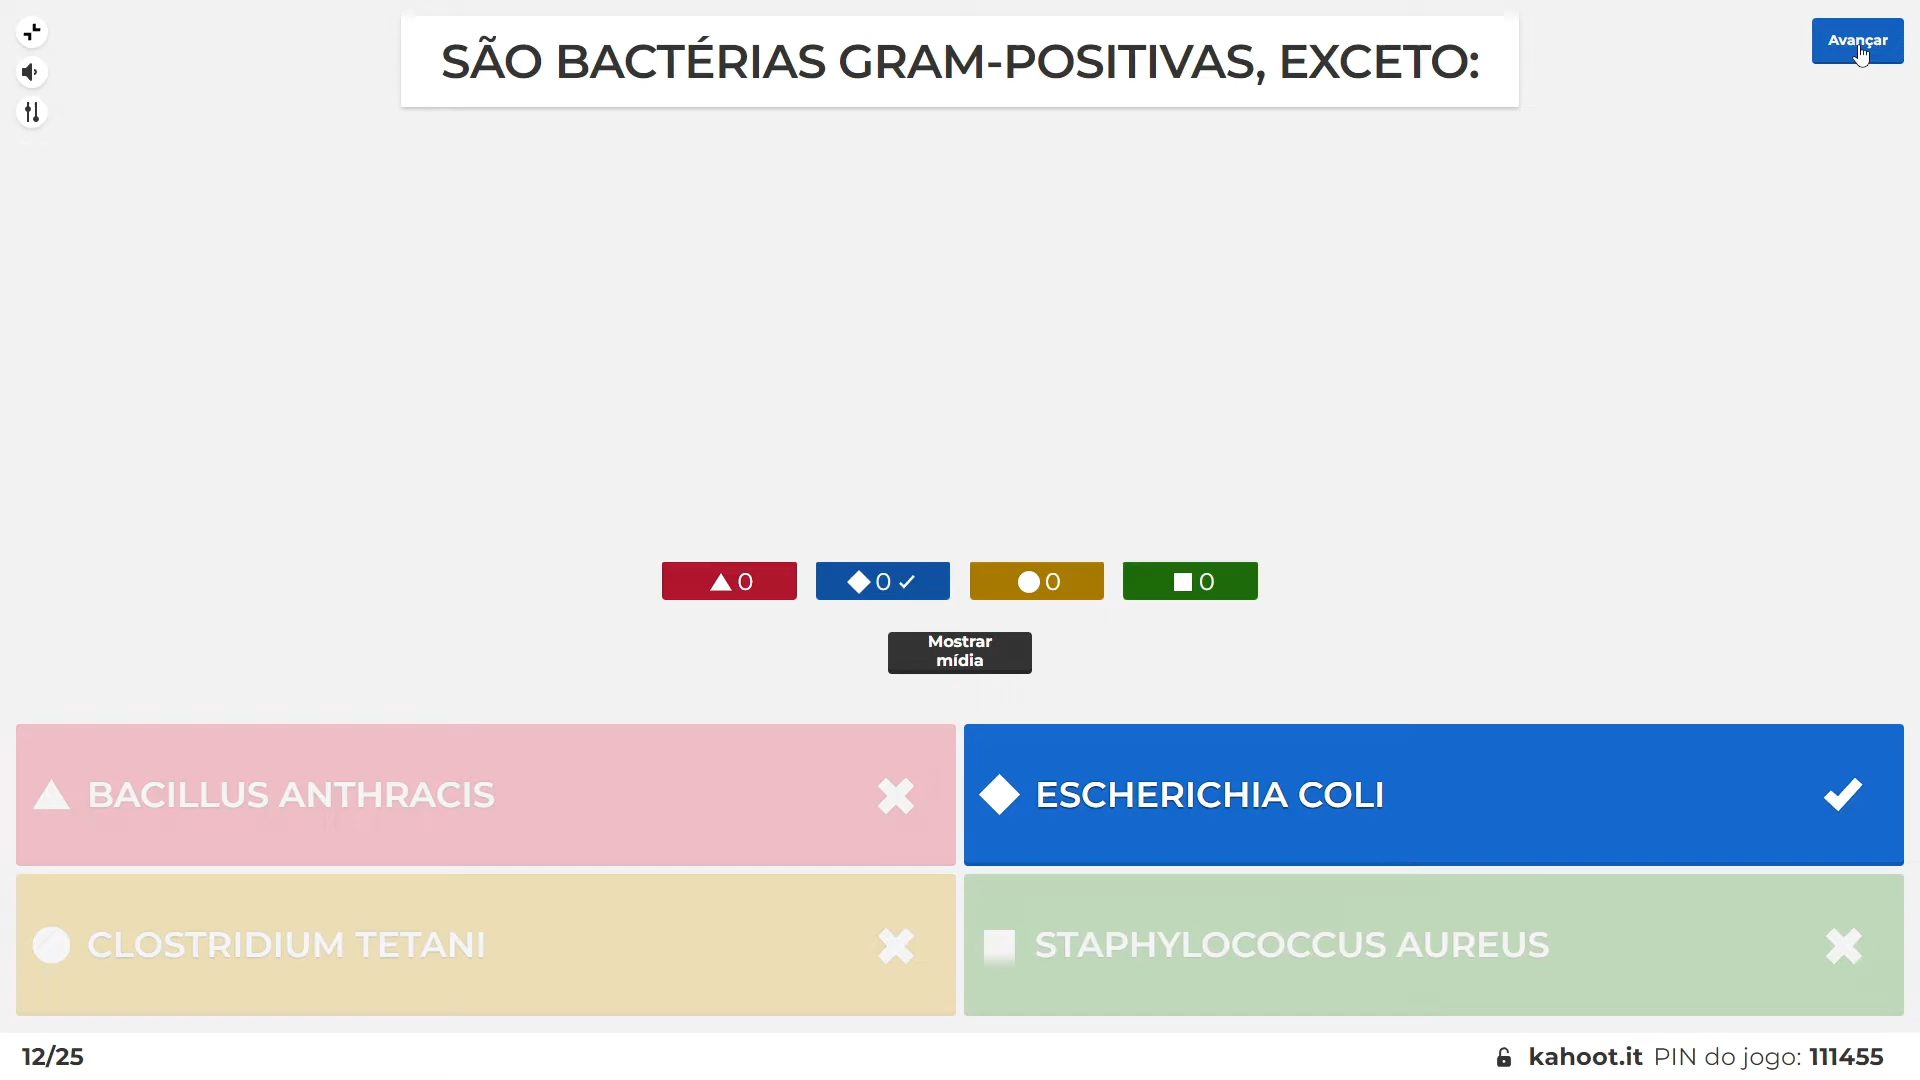 SÃO BACTÉRIAS GRAM-POSITIVAS, EXCETO:
Avançar
0
0
0
0
Mostrar
mídia
BACILLUS ANTHRACIS
ESCHERICHIA COLI
CLOSTRIDIUM TETANI
STAPHYLOCOCCUS AUREUS
12/25
kahoot.it PIN do jogo: 111455